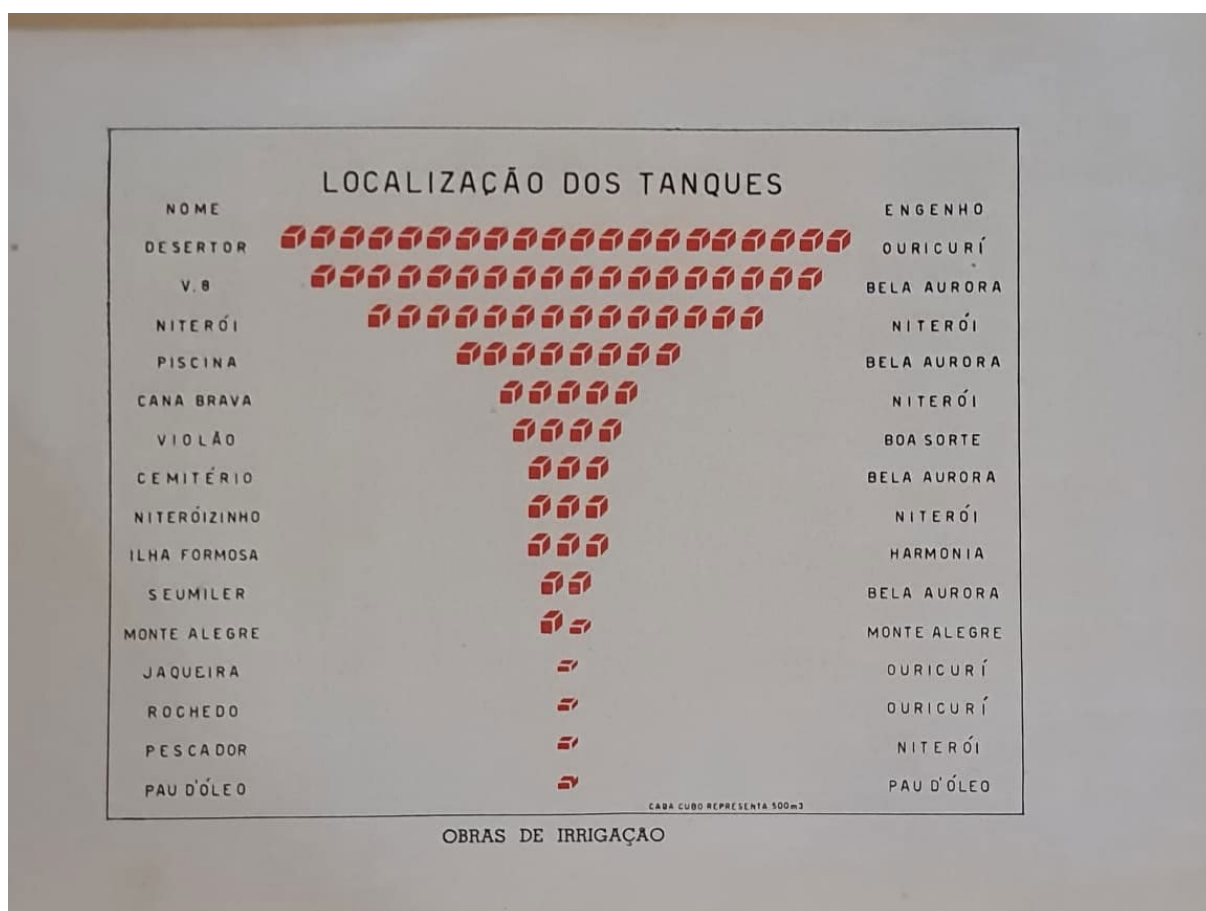 LOCALIZAÇÃO DOS TANQUES
NOME ENGENHO
DESERTOR OURICURÍ
V. 8 BELA AURORA
NITERÓI NITERÓI
PISCINA BELA AURORA
CANA BRAVA NITERÓI
VIOLÃO BOA SORTE
CEMITÉRIO BELA AURORA
NITERÓIZINHO NITERÓI
ILHA FORMOSA HARMONIA
SEUMILER BELA AURORA
MONTE ALEGRE MONTE ALEGRE
JAQUEIRA OURICURÍ
ROCHEDO OURICURÍ
PESCADOR NITERÓI
PAU D'ÓLEO PAU D'ÓLEO
CADA CUBO REPRESENTA 500m3
OBRAS DE IRRIGAÇÃO